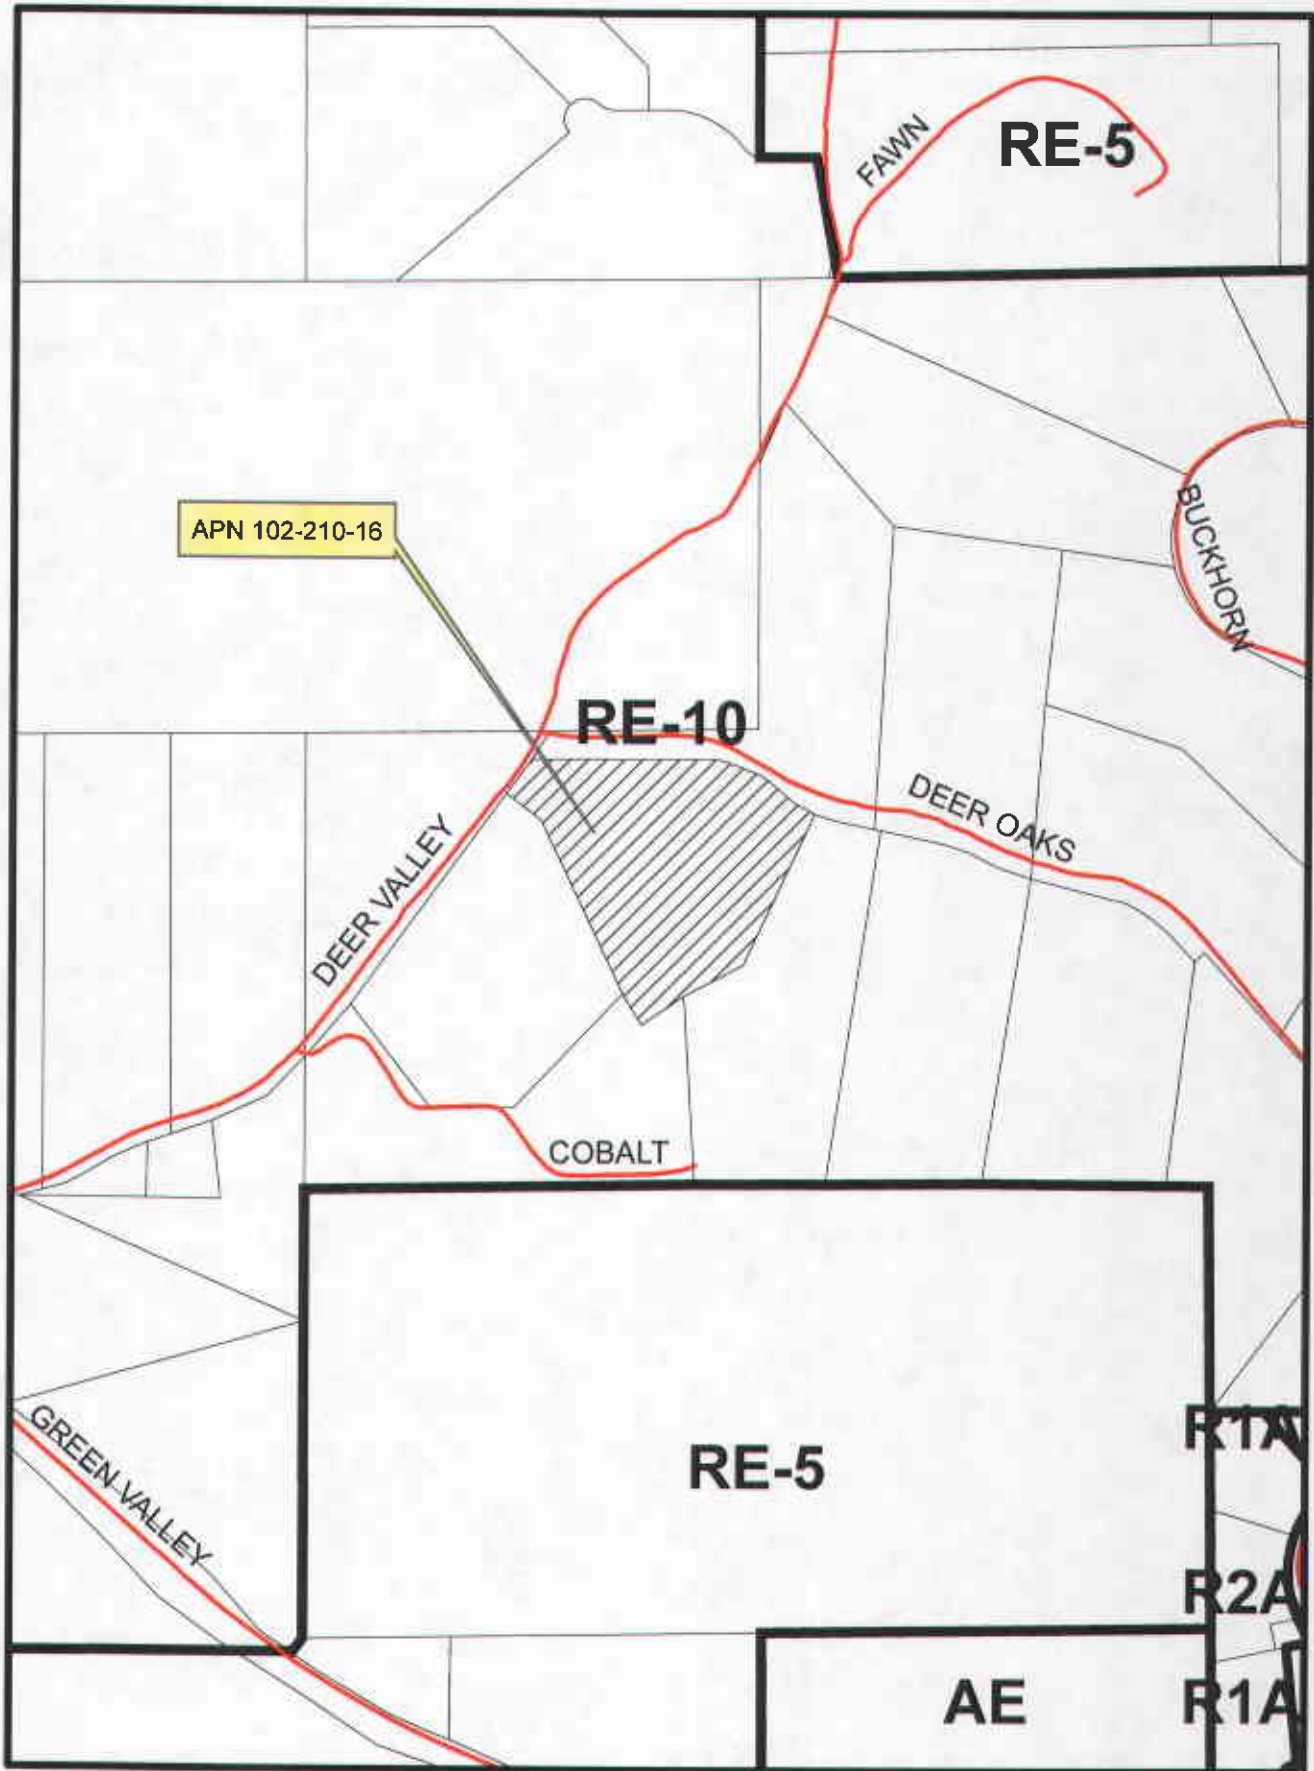 FAWN
RE-5
BUCKHORN
APN 102-210-16
RE-10
DEER OAKS
DEER VALLEY
COBALT
GREEN VALLEY
RE-5
R1A
R2A
AE
R1A